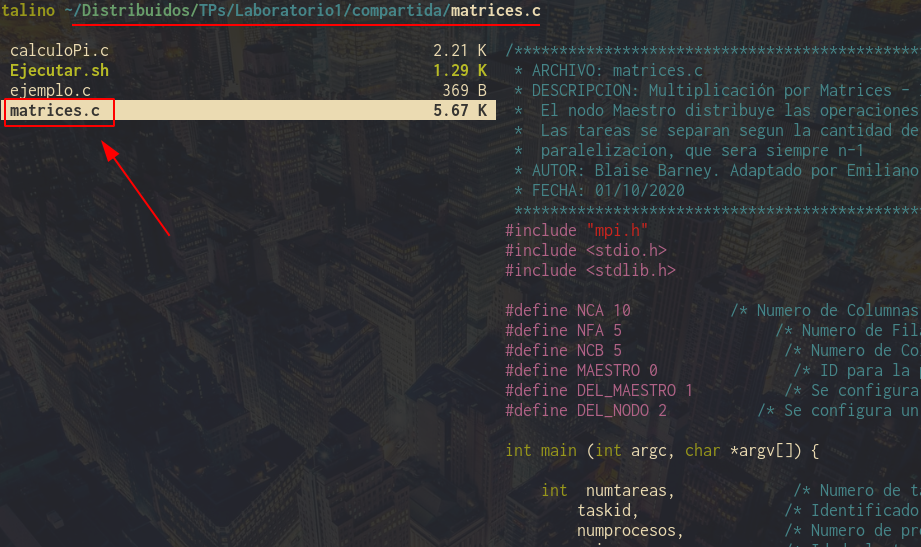 talino ~/Distribuidos/TPs/Laboratorio1/compartida/matrices.c
calculoPi.c 2.21 K
Ejecutar.sh 1.29 K
ejemplo.c 369 B
matrices.c 5.67 K
/**********************************************
* ARCHIVO: matrices.c
* DESCRIPCION: Multiplicación por Matrices -
*   El nodo Maestro distribuye las operaciones
*   Las tareas se separan segun la cantidad de
*   paralelizacion, que sera siempre n-1
* AUTOR: Blaise Barney. Adaptado por Emiliano
* FECHA: 01/10/2020
**********************************************
#include "mpi.h"
#include <stdio.h>
#include <stdlib.h>
#define NCA 10 /* Numero de Columnas
#define NFA 5 /* Numero de Fil
#define NCB 5 /* Numero de Co
#define MAESTRO 0 /* ID para la
#define DEL_MAESTRO 1 /* Se configura
#define DEL_NODO 2 /* Se configura un
int main (int argc, char *argv[]) {
int numtareas, /* Numero de t
taskid, /* Identificado
numprocesos, /* Numero de pr